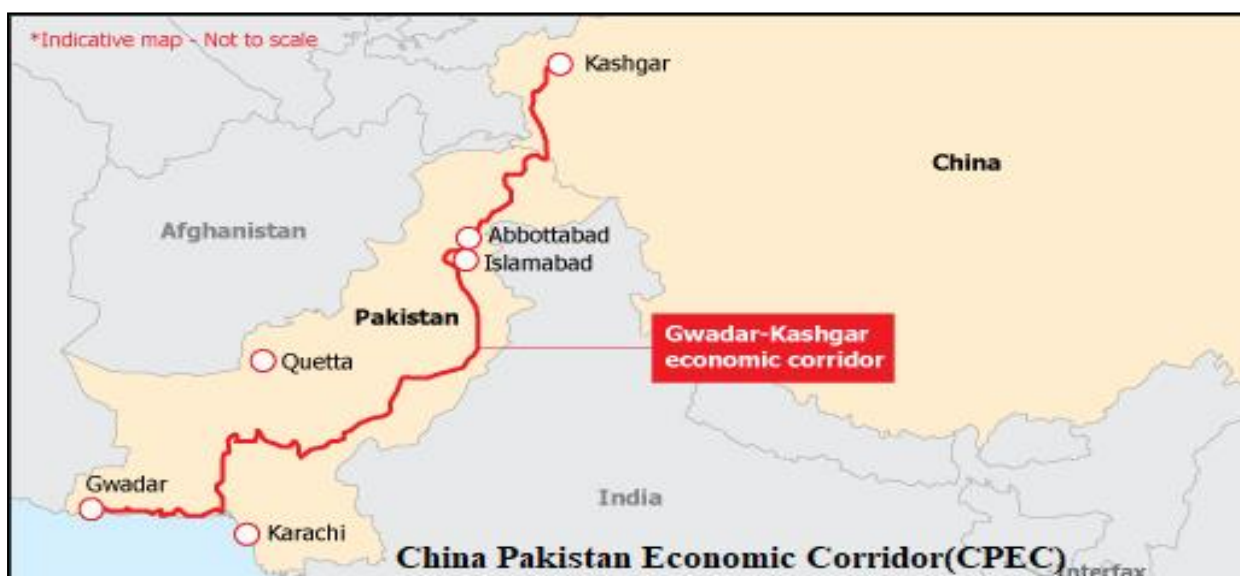 *Indicative map - Not to scale
Kashgar
China
Afghanistan
Abbottabad
Islamabad
Pakistan
Gwadar-Kashgar
economic corridor
Quetta
Gwadar
India
Karachi
China Pakistan Economic Corridor(CPEC)
Interfax